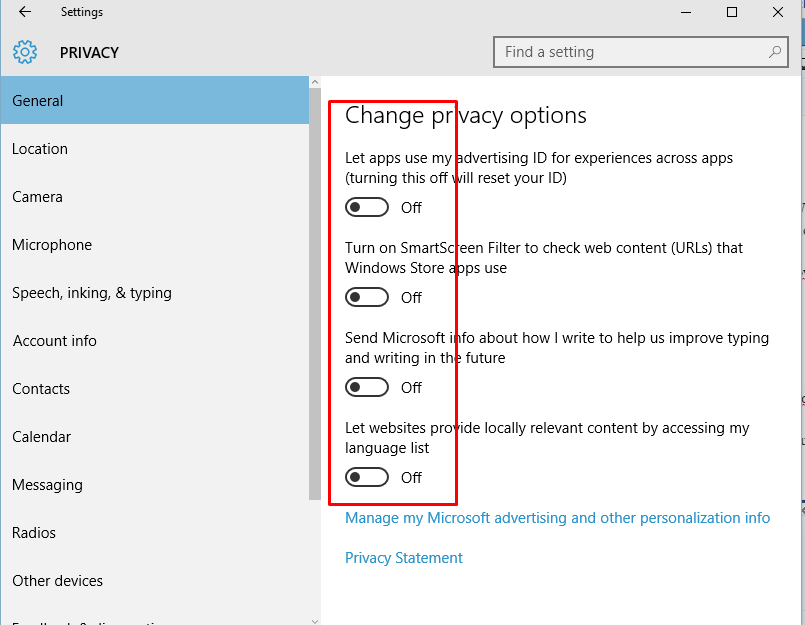 Settings
PRIVACY
Find a setting
General
Location
Camera
Microphone
Speech, inking, & typing
Account info
Contacts
Calendar
Messaging
Radios
Other devices
Change privacy options
Let apps use my advertising ID for experiences across apps
(turning this off will reset your ID)
Off
Turn on SmartScreen Filter to check web content (URLs) that
Windows Store apps use
Off
Send Microsoft info about how I write to help us improve typing
and writing in the future
Off
Let websites provide locally relevant content by accessing my
language list
Off
Manage my Microsoft advertising and other personalization info
Privacy Statement